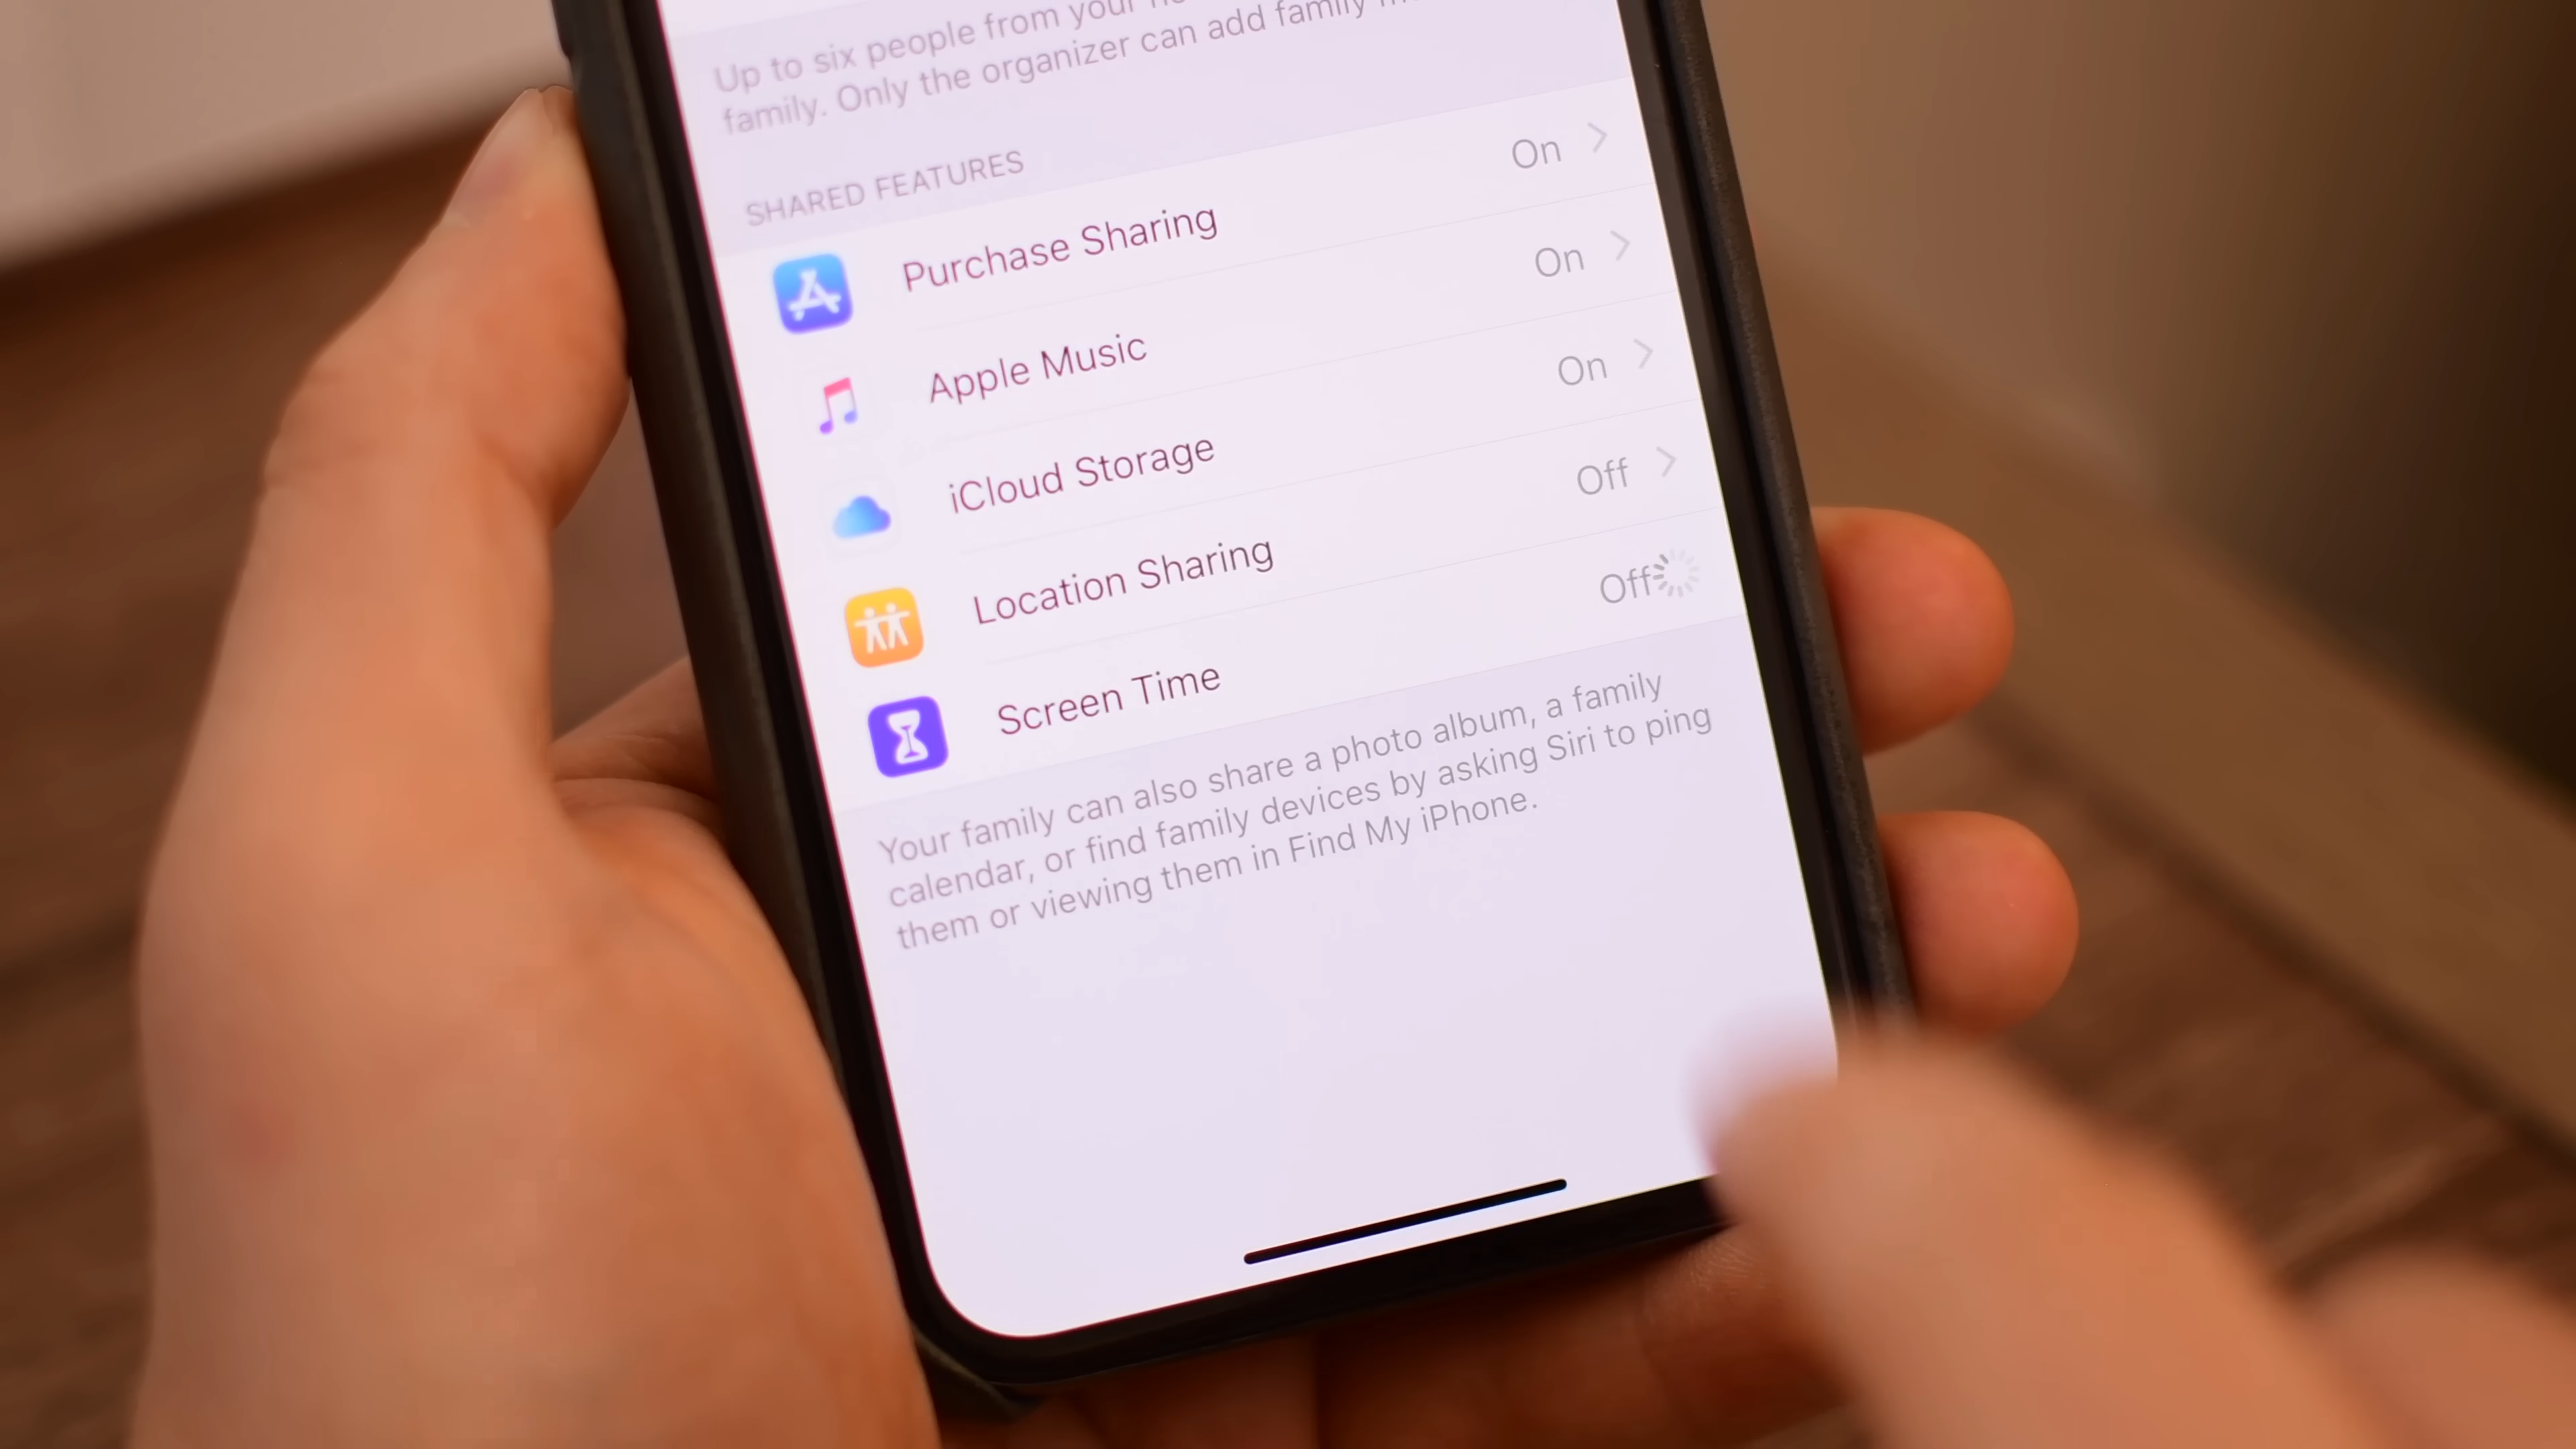 Up to six people from your
family. Only the organizer can add family
SHARED FEATURES
Purchase Sharing On
Apple Music On
iCloud Storage On
Location Sharing Off
Screen Time Off
Your family can also share a photo album, a family
calendar, or find family devices by asking Siri to ping
them or viewing them in Find My iPhone.